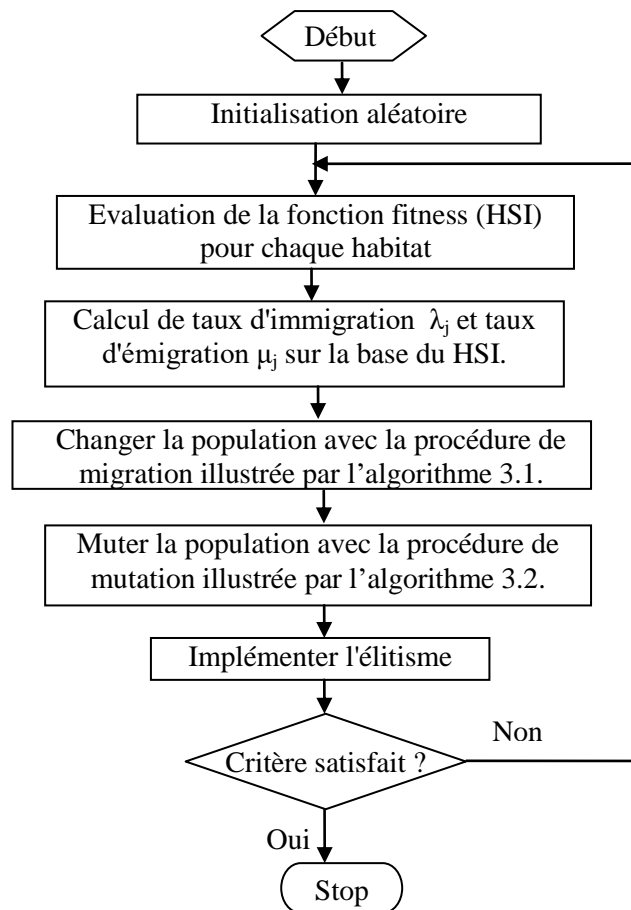 Début
Initialisation aléatoire
Evaluation de la fonction fitness (HSI)
pour chaque habitat
Calcul de taux d'immigration λj et taux
d'émigration μj sur la base du HSI.
Changer la population avec la procédure de
migration illustrée par l’algorithme 3.1.
Muter la population avec la procédure de
mutation illustrée par l’algorithme 3.2.
Implémenter l'élitisme
Critère satisfait ?
Non
Oui
Stop